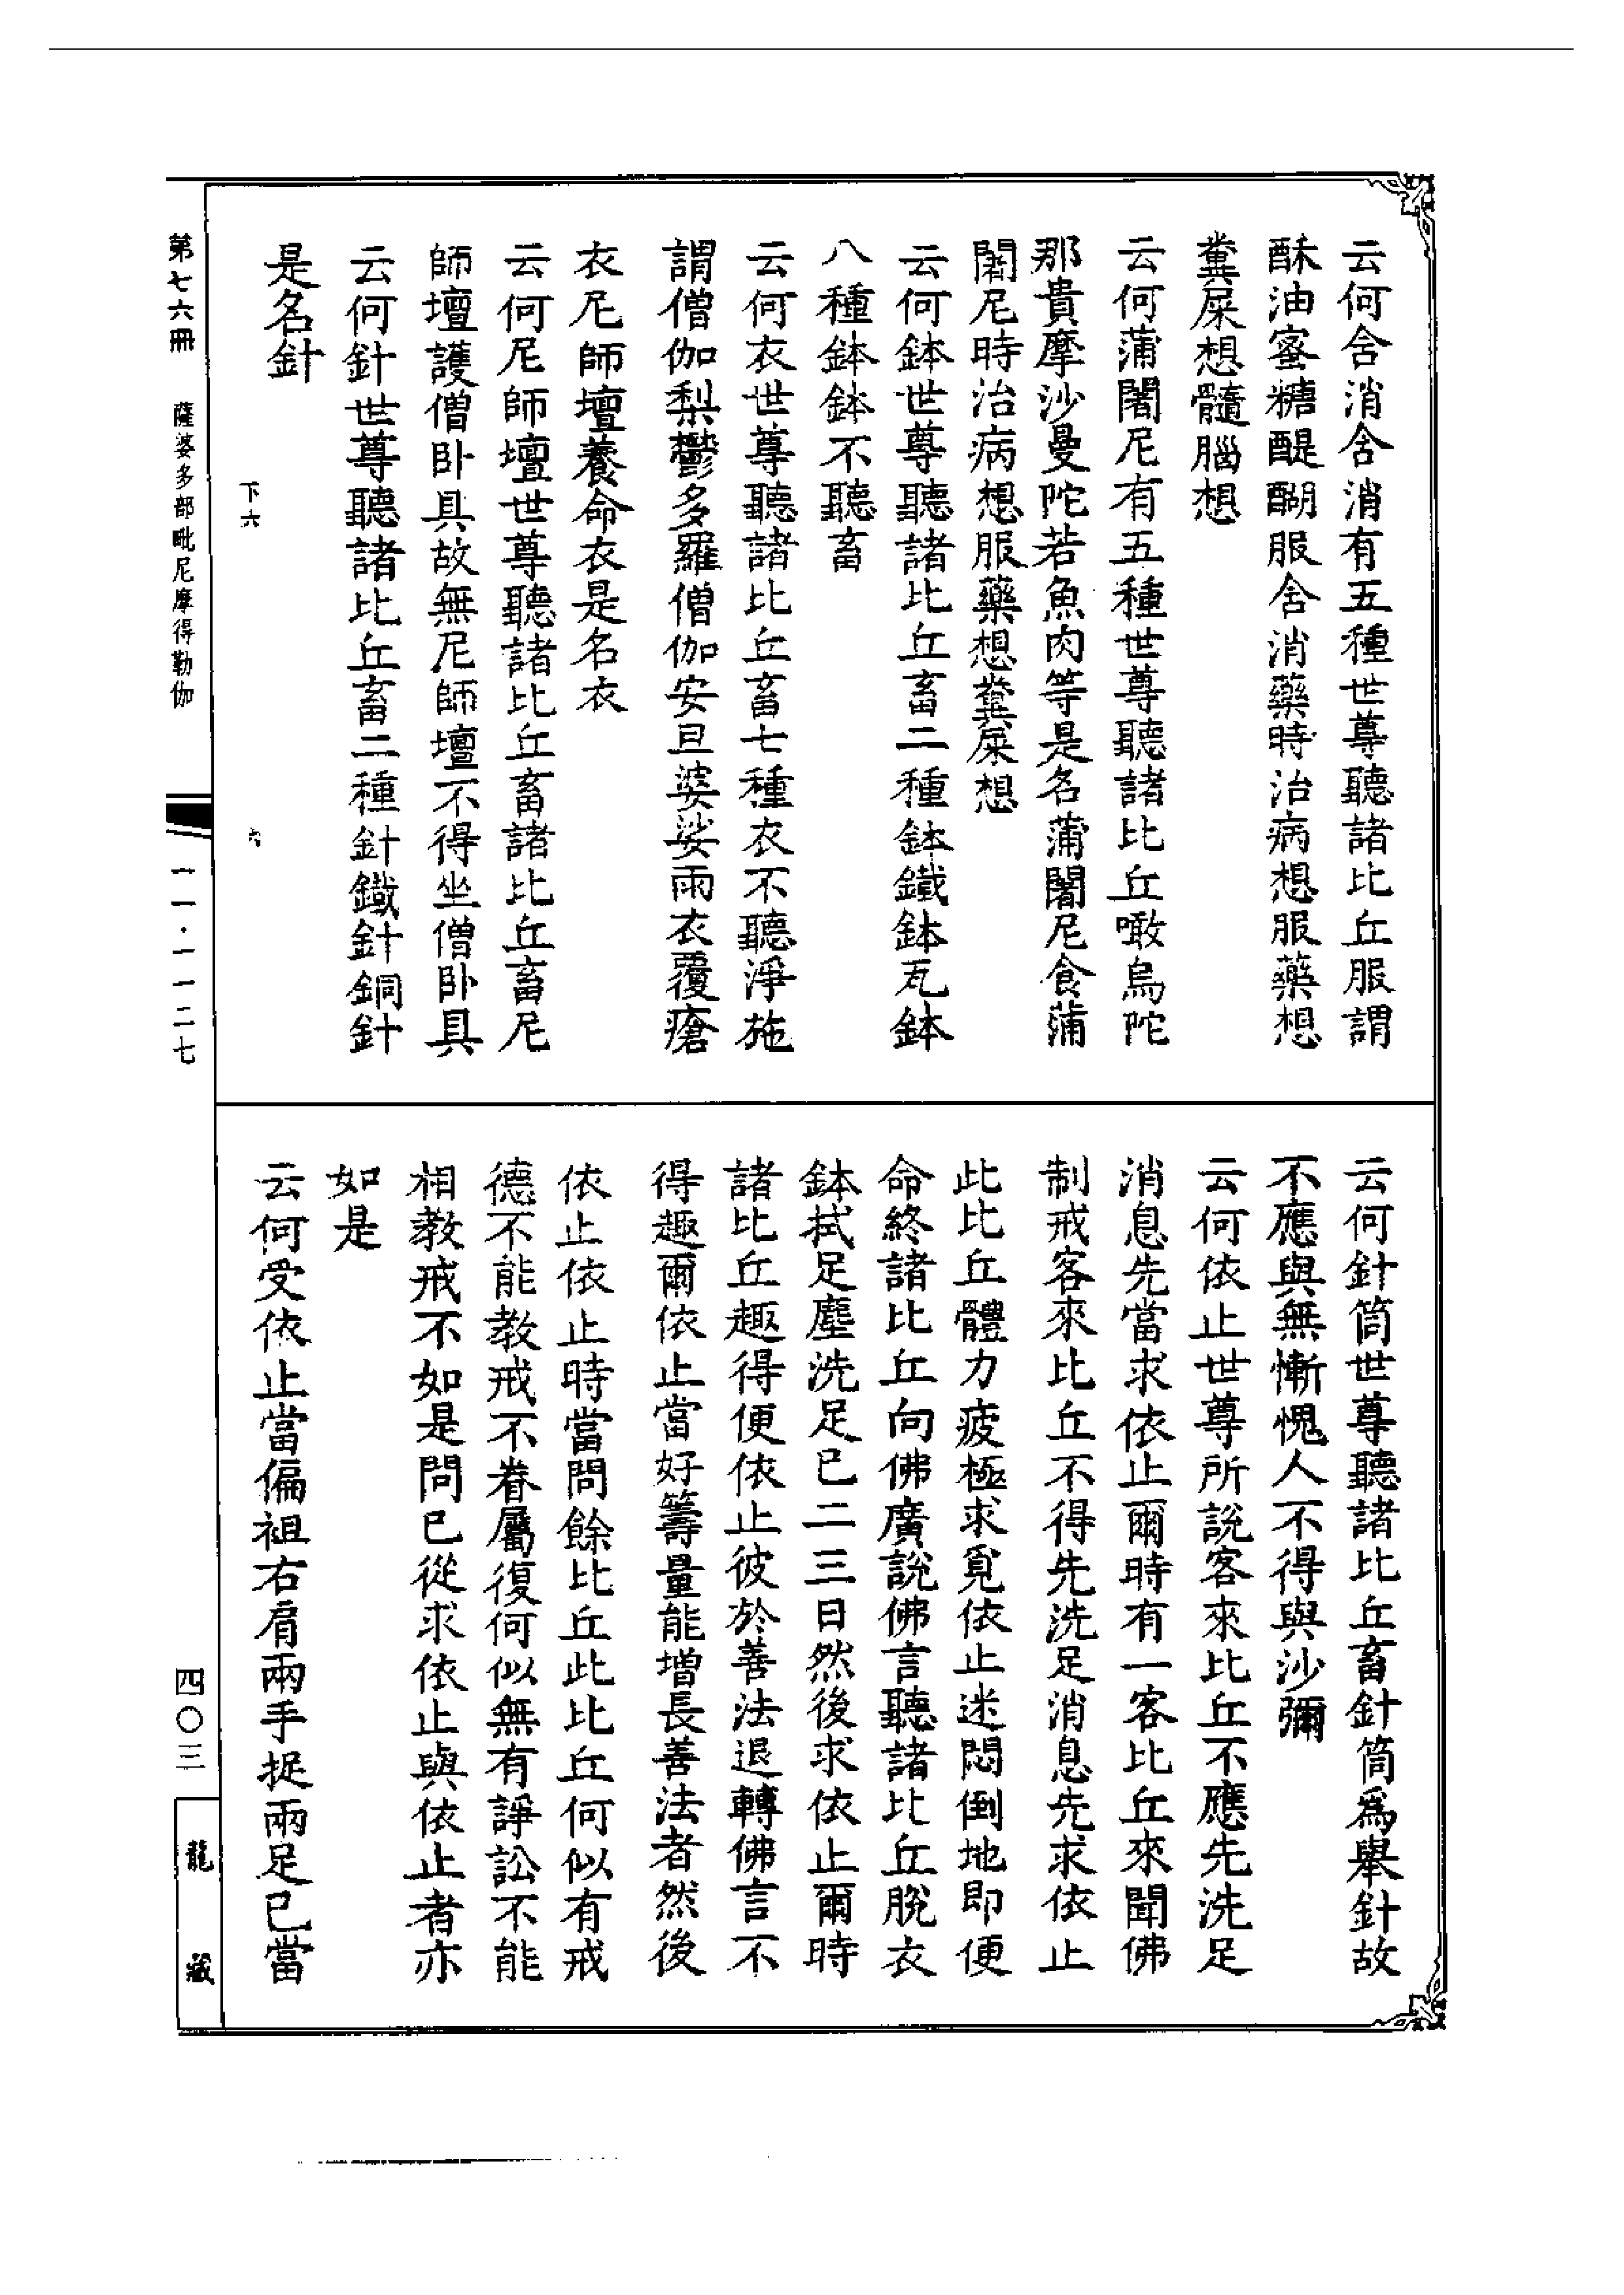 云何舍消舍消有五種世尊聽諸比丘服謂
酥油蜜糖醍醐服舍消藥時治病想服藥想
糞屎想髓腦想
云何蒲闍尼有五種世尊聽諸比丘噉烏陀
那貴摩沙曼陀若魚肉等是名蒲闍尼食蒲
闍尼時治病想服藥想糞屎想
云何鉢世尊聽諸比丘畜二種鉢鐵鉢瓦鉢
八種鉢鉢不聽畜
云何衣世尊聽諸比丘畜七種衣不聽淨施
謂僧伽梨鬱多羅僧伽安旦婆娑雨衣覆瘡
衣尼師壇養命衣是名衣
云何尼師壇世尊聽諸比丘畜諸比丘畜尼
師壇護僧卧具故無尼師壇不得坐僧卧具
云何針世尊聽諸比丘畜二種針鐵針銅針
是名針
下六
六
云何針筒世尊聽諸比丘畜針筒為舉針故
不應與無慚愧人不得與沙彌
云何依止世尊所說客來比丘不應先洗足
消息先當求依止爾時有一客比丘來聞佛
制戒客來比丘不得先洗足消息先求依止
此比丘體力疲極求覓依止迷悶倒地即便
命終諸比丘向佛廣說佛言聽諸比丘脫衣
鉢拭足塵洗足已二三日然後求依止爾時
諸比丘趣得便依止彼於善法退轉佛言不
得趣爾依止當好籌量能增長善法者然後
依止依止時當問餘比丘此比丘何似有戒
德不能教戒不眷屬復何似無有諍訟不能
相教戒不如是問已從求依止與依止者亦
如是
云何受依止當偏袒右肩兩手捉兩足已當
第七六冊 薩婆多部毗尼摩得勒伽
一一·一一二七
四〇三
龍藏